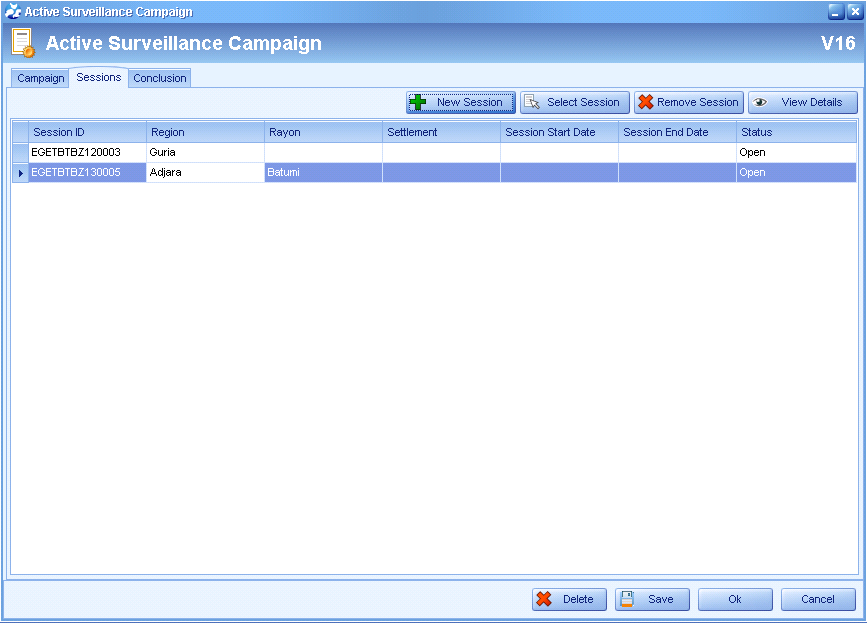 Active Surveillance Campaign
Active Surveillance Campaign V16
Campaign Sessions Conclusion
New Session Select Session Remove Session View Details
Session ID Region Rayon Settlement Session Start Date Session End Date Status
EGETBTBZ120003 Guria Open
EGETBTBZ130005 Adjara Batumi Open
Delete Save Ok Cancel